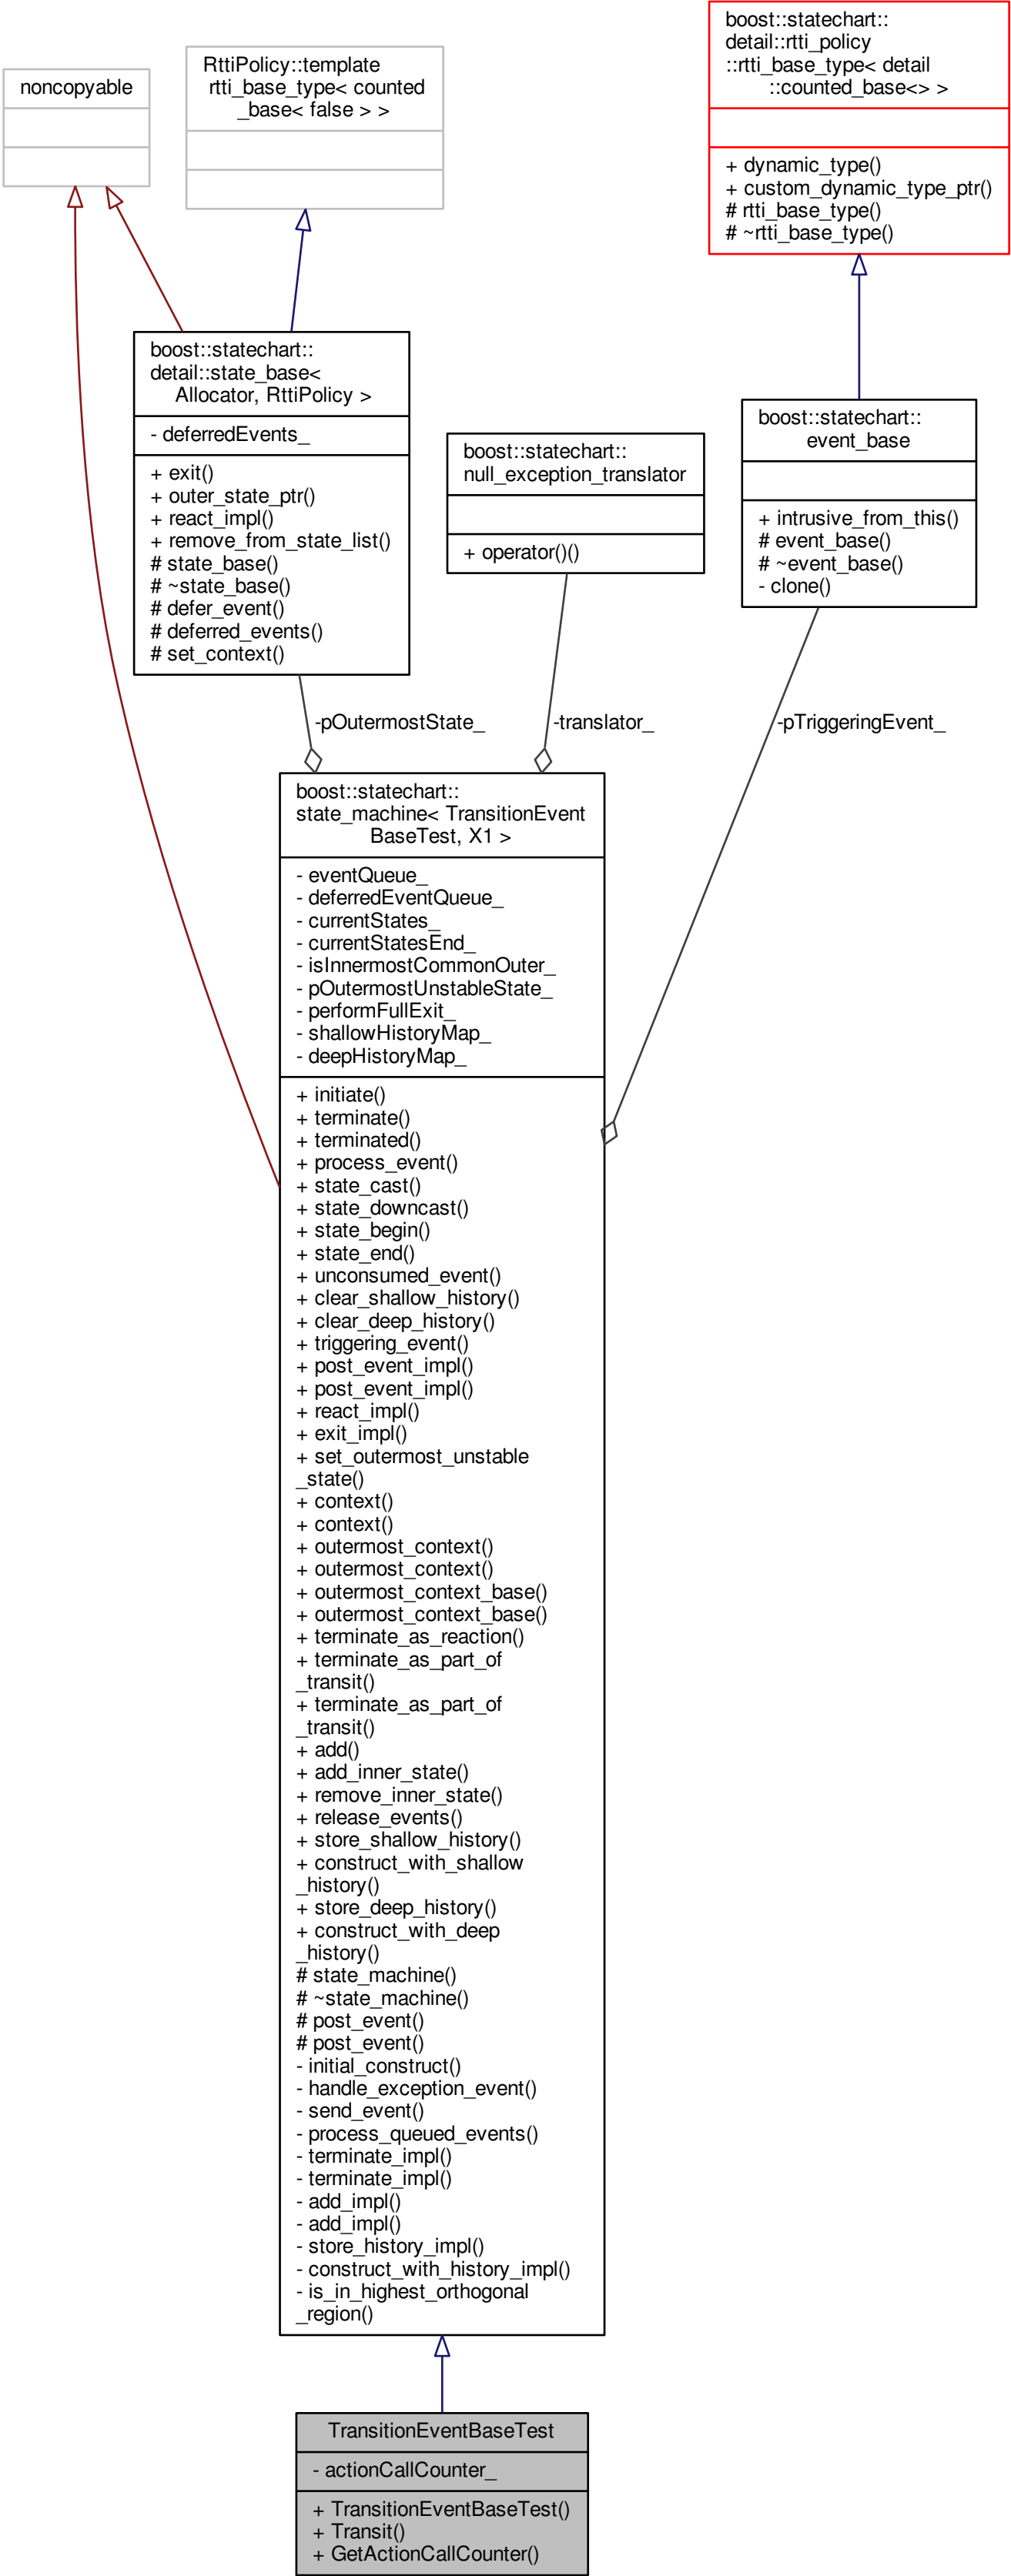 boost::statechart::
detail::rtti_policy
::rtti_base_type< detail
::counted_base<> >
+ dynamic_type()
+ custom_dynamic_type_ptr()
# rtti_base_type()
# ~rtti_base_type()
RttiPolicy::template
rtti_base_type< counted
_base< false > >
noncopyable
boost::statechart::
detail::state_base<
Allocator, RttiPolicy >
- deferredEvents_
+ exit()
+ outer_state_ptr()
+ react_impl()
+ remove_from_state_list()
# state_base()
# ~state_base()
# defer_event()
# deferred_events()
# set_context()
boost::statechart::
null_exception_translator
+ operator()()
boost::statechart::
event_base
+ intrusive_from_this()
# event_base()
# ~event_base()
- clone()
-pOutermostState_
-translator_
-pTriggeringEvent_
boost::statechart::
state_machine< TransitionEvent
BaseTest, X1 >
- eventQueue_
- deferredEventQueue_
- currentStates_
- currentStatesEnd_
- isInnermostCommonOuter_
- pOutermostUnstableState_
- performFullExit_
- shallowHistoryMap_
- deepHistoryMap_
+ initiate()
+ terminate()
+ terminated()
+ process_event()
+ state_cast()
+ state_downcast()
+ state_begin()
+ state_end()
+ unconsumed_event()
+ clear_shallow_history()
+ clear_deep_history()
+ triggering_event()
+ post_event_impl()
+ post_event_impl()
+ react_impl()
+ exit_impl()
+ set_outermost_unstable
_state()
+ context()
+ context()
+ outermost_context()
+ outermost_context()
+ outermost_context_base()
+ outermost_context_base()
+ terminate_as_reaction()
+ terminate_as_part_of
_transit()
+ terminate_as_part_of
_transit()
+ add()
+ add_inner_state()
+ remove_inner_state()
+ release_events()
+ store_shallow_history()
+ construct_with_shallow
_history()
+ store_deep_history()
+ construct_with_deep
_history()
# state_machine()
# ~state_machine()
# post_event()
# post_event()
- initial_construct()
- handle_exception_event()
- send_event()
- process_queued_events()
- terminate_impl()
- terminate_impl()
- add_impl()
- add_impl()
- store_history_impl()
- construct_with_history_impl()
- is_in_highest_orthogonal
_region()
TransitionEventBaseTest
- actionCallCounter_
+ TransitionEventBaseTest()
+ Transit()
+ GetActionCallCounter()